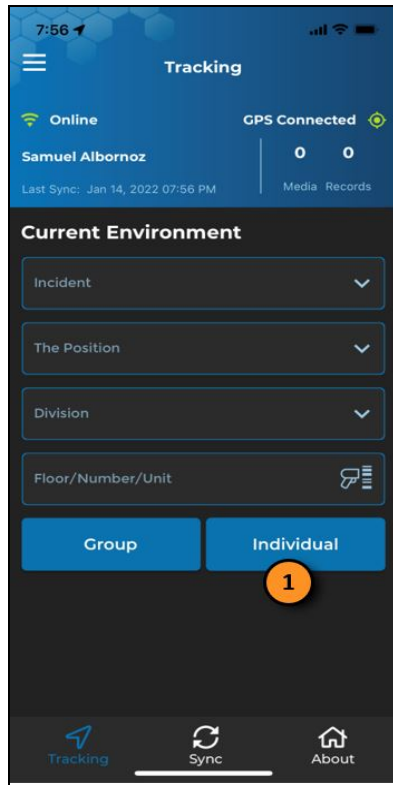 7:56
Tracking
Online
GPS Connected
Samuel Albornoz
0 0
Last Sync: Jan 14, 2022 07:56 PM
Media Records
Current Environment
Incident
The Position
Division
Floor/Number/Unit
Group
Individual
1
Tracking
Sync
About